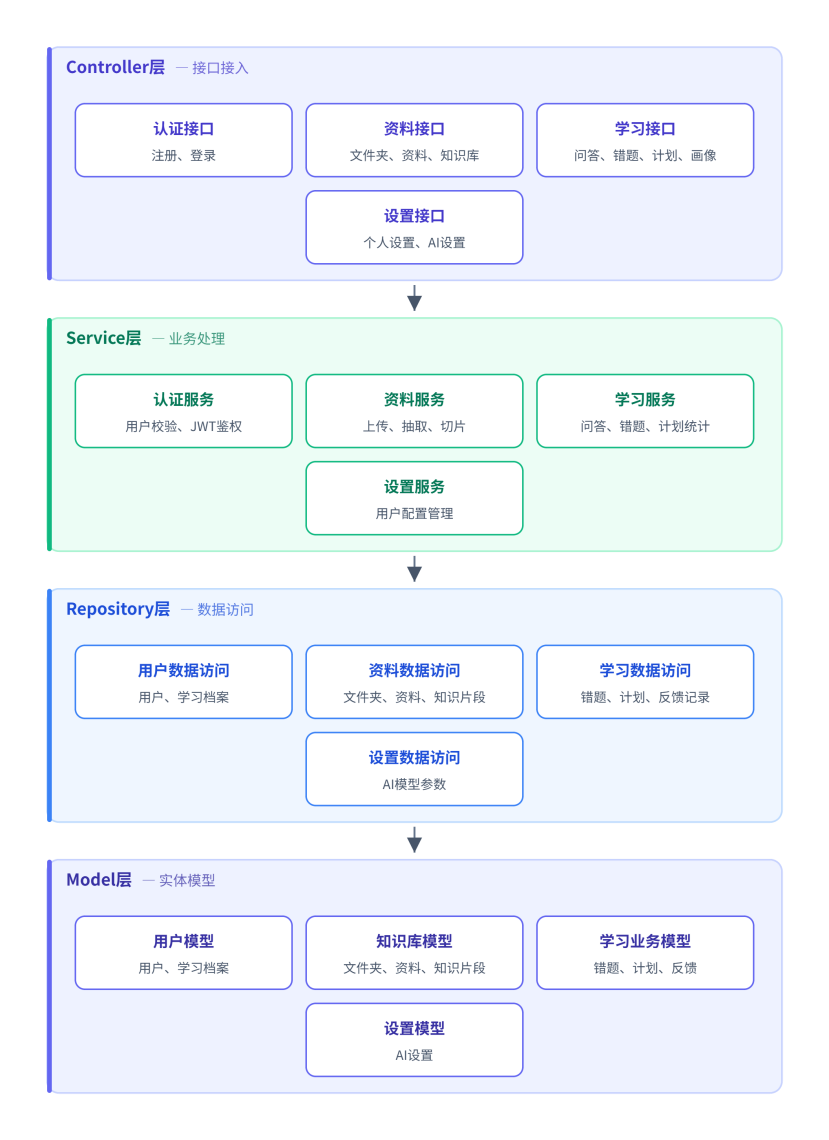 Controller层 — 接口接入
认证接口
注册、登录
资料接口
文件夹、资料、知识库
学习接口
问答、错题、计划、画像
设置接口
个人设置、AI设置
Service层 — 业务处理
认证服务
用户校验、JWT鉴权
资料服务
上传、抽取、切片
学习服务
问答、错题、计划统计
设置服务
用户配置管理
Repository层 — 数据访问
用户数据访问
用户、学习档案
资料数据访问
文件夹、资料、知识片段
学习数据访问
错题、计划、反馈记录
设置数据访问
AI模型参数
Model层 — 实体模型
用户模型
用户、学习档案
知识库模型
文件夹、资料、知识片段
学习业务模型
错题、计划、反馈
设置模型
AI设置